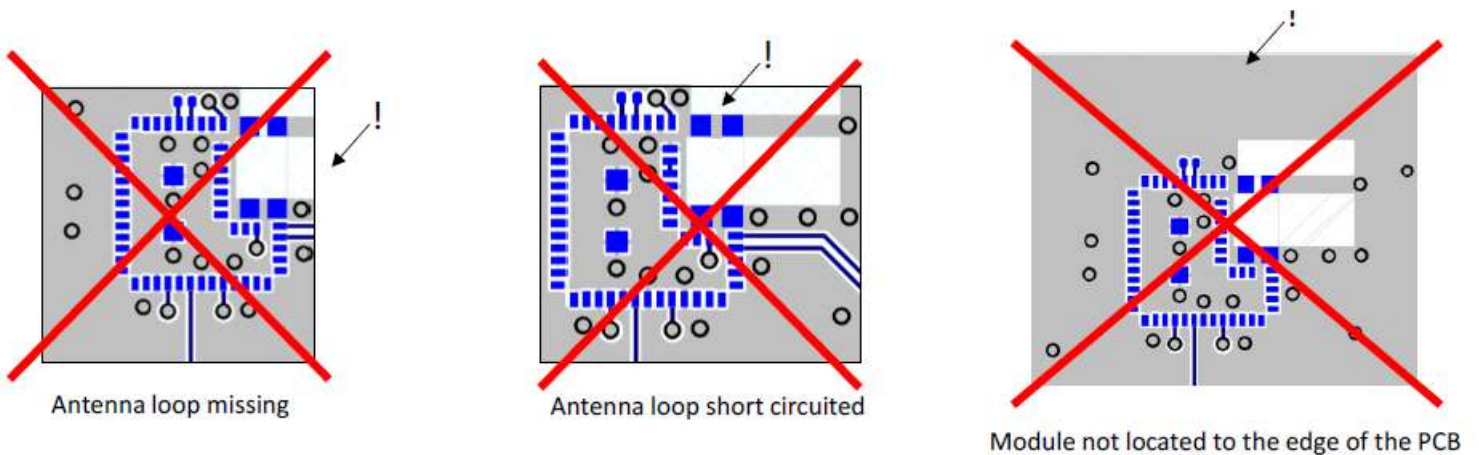 !
!
!
Antenna loop missing
Antenna loop short circuited
Module not located to the edge of the PCB